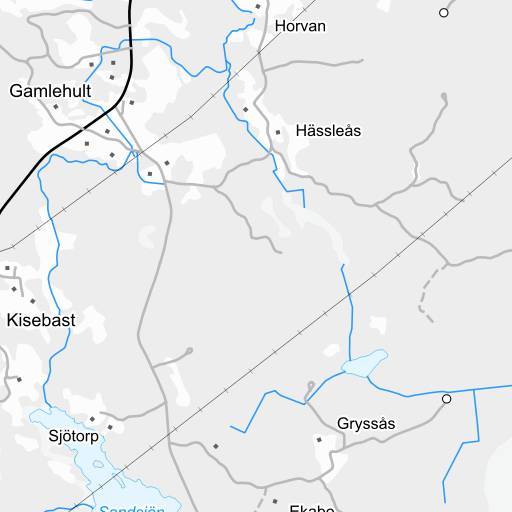 Horvan
Gamlehult
Hässleås
Kisebast
Gryssås
Sjötorp
Sandsjön
Ekabo